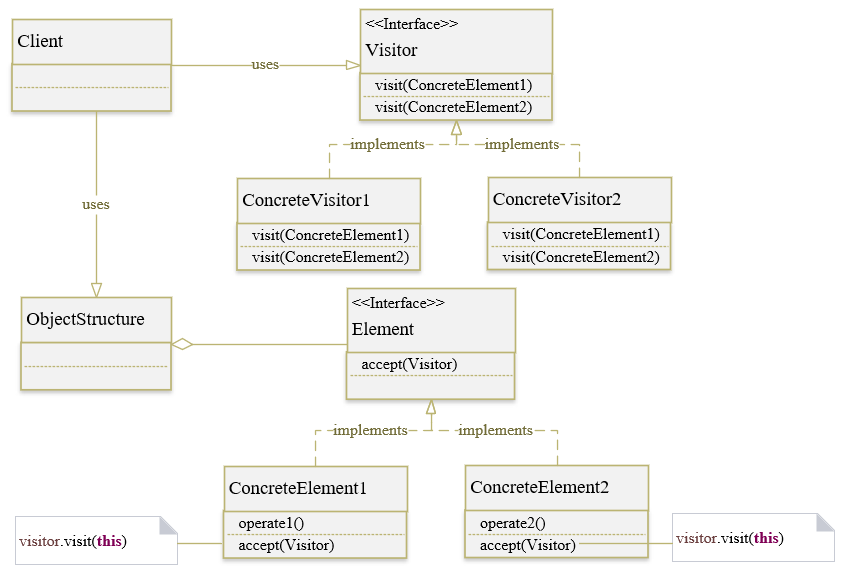 Client
<<Interface>>
Visitor
visit(ConcreteElement1)
visit(ConcreteElement2)
uses
implements
implements
ConcreteVisitor1
visit(ConcreteElement1)
visit(ConcreteElement2)
ConcreteVisitor2
visit(ConcreteElement1)
visit(ConcreteElement2)
uses
ObjectStructure
<<Interface>>
Element
accept(Visitor)
implements
implements
ConcreteElement1
operate1()
accept(Visitor)
ConcreteElement2
operate2()
accept(Visitor)
visitor.visit(this)
visitor.visit(this)